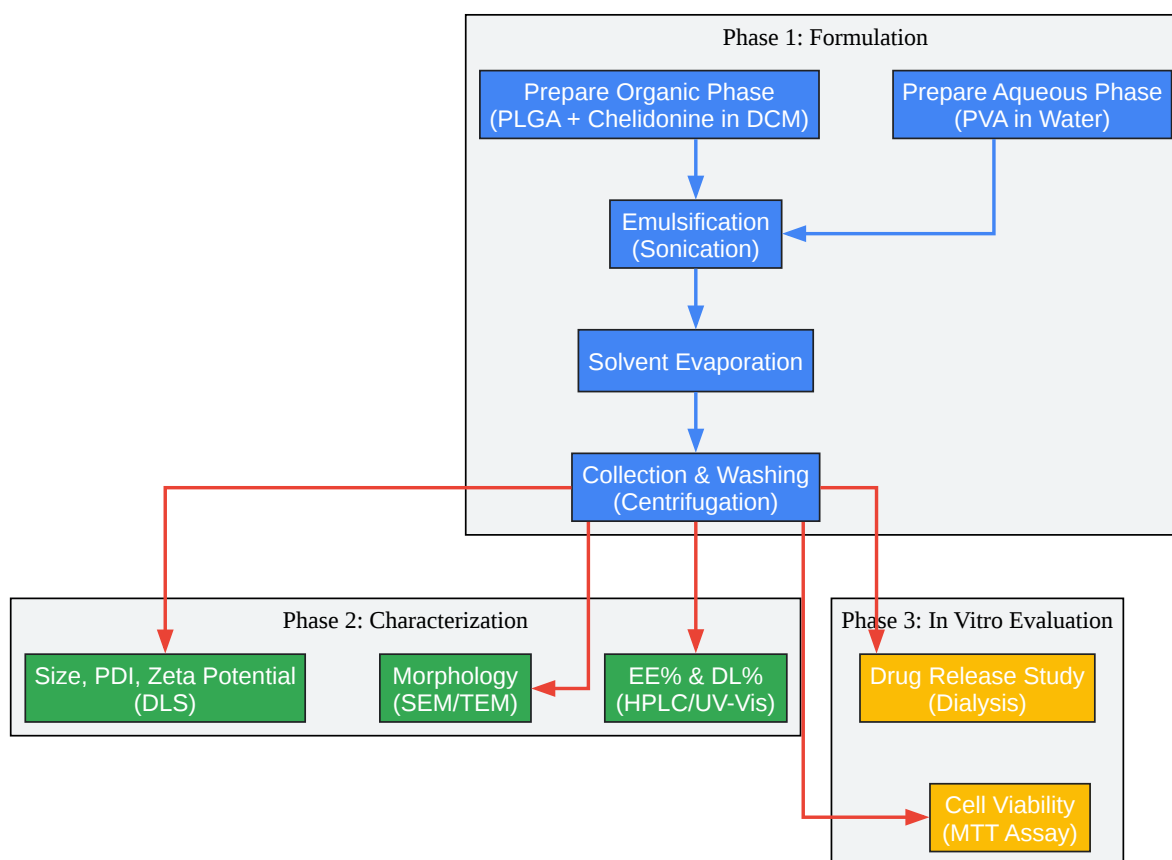 Phase 1: Formulation
Prepare Organic Phase
(PLGA + Chelidonine in DCM)
Prepare Aqueous Phase
(PVA in Water)
Emulsification
(Sonication)
Solvent Evaporation
Collection & Washing
(Centrifugation)
Phase 2: Characterization
Size, PDI, Zeta Potential
(DLS)
Morphology
(SEM/TEM)
EE% & DL%
(HPLC/UV-Vis)
Phase 3: In Vitro Evaluation
Drug Release Study
(Dialysis)
Cell Viability
(MTT Assay)